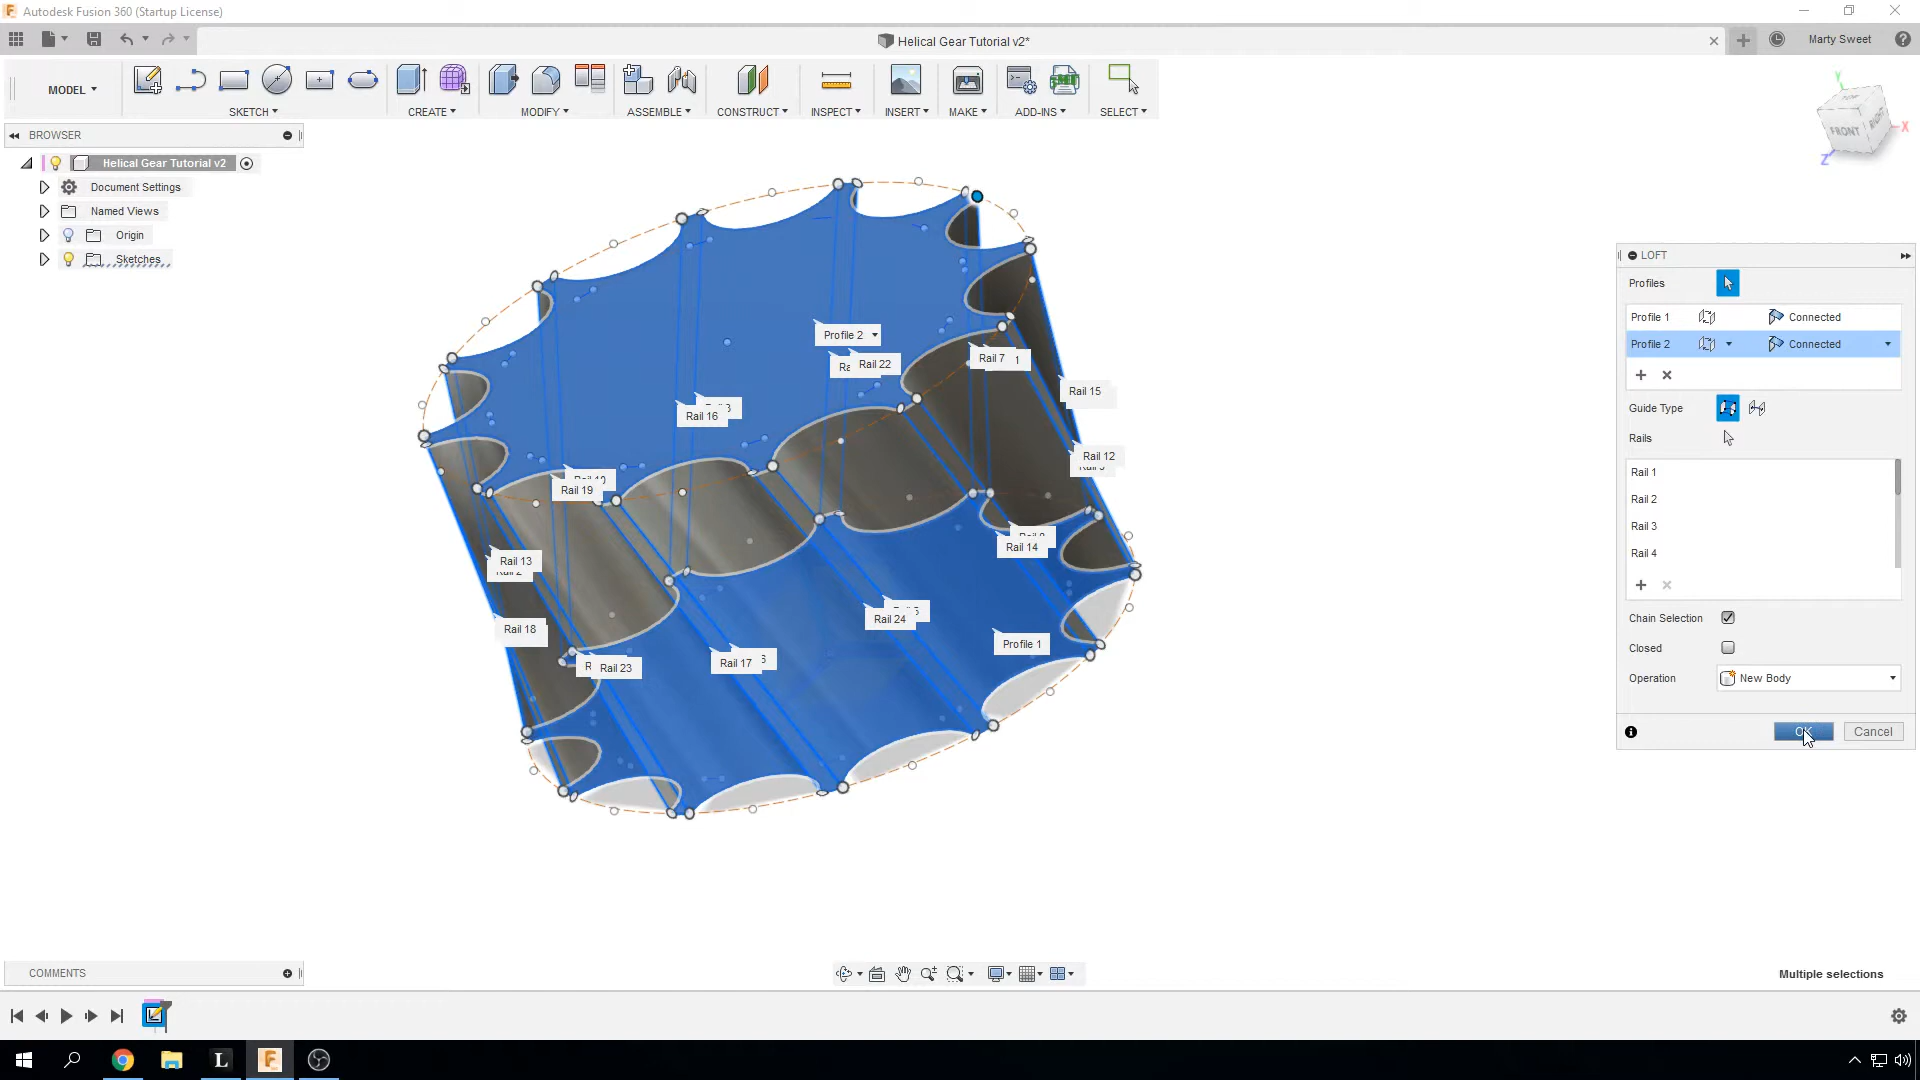 Autodesk Fusion 360 (Startup License)
Helical Gear Tutorial v2*
Marty Sweet
MODEL
SKETCH
CREATE
MODIFY
ASSEMBLE
CONSTRUCT
INSPECT
INSERT
MAKE
ADD-INS
SELECT
FRONT
RIGHT
Y
X
Z
BROWSER
Helical Gear Tutorial v2
Document Settings
Named Views
Origin
Sketches
Profile 2
Rail 22
Rail 7
Rail 15
Rail 16
Rail 12
Rail 19
Rail 14
Rail 13
Rail 24
Rail 18
Profile 1
Rail 23
Rail 17
LOFT
Profiles
Profile 1 Connected
Profile 2 Connected
Guide Type
Rails
Rail 1
Rail 2
Rail 3
Rail 4
Chain Selection
Closed
Operation New Body
OK Cancel
COMMENTS
Multiple selections